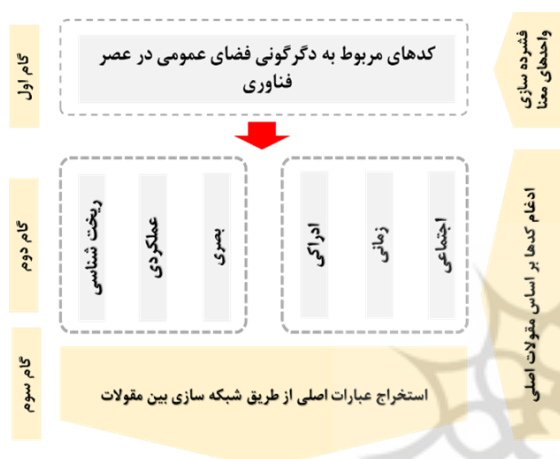 فشرده سازی
واحدهای
معنا
کدهای مربوط به دگرگونی فضای عمومی در عصر
فناوری
گام اول
ادغام کدها بر اساس مقولات اصلی
اجتماعی
زمانی
ادراکی
بصری
عملکردی
ریخت شناسی
گام دوم
استخراج عبارات اصلی از طریق شبکه سازی بین مقولات
گام سوم